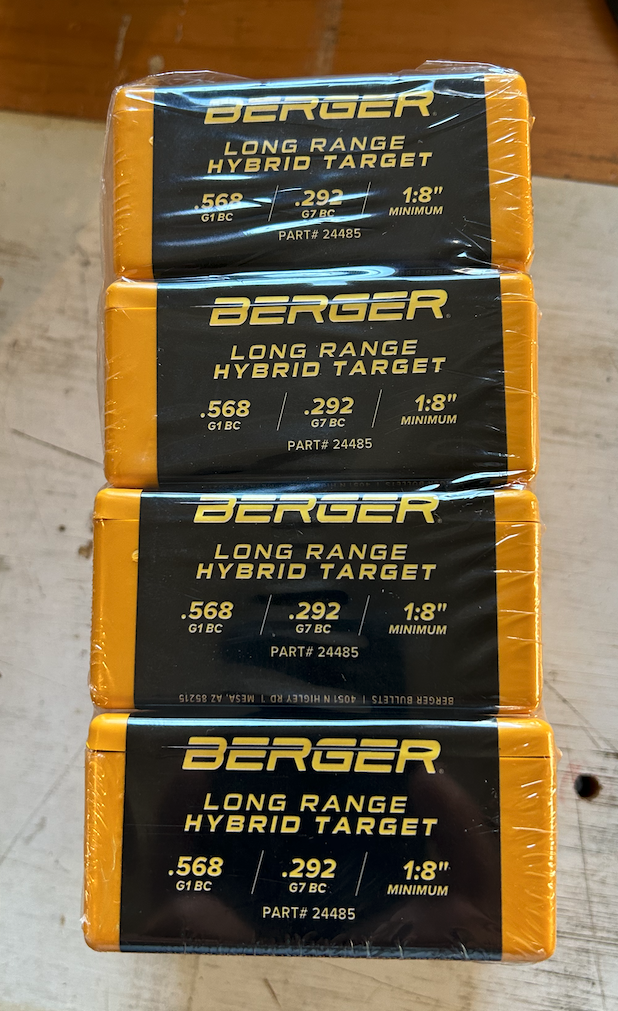 BERGER
LONG RANGE
HYBRID TARGET
.568 .292 1:8"
G1 BC G7 BC MINIMUM
PART# 24485
BERGER
LONG RANGE
HYBRID TARGET
.568 .292 1:8"
G1 BC G7 BC MINIMUM
PART# 24485
BERGER
LONG RANGE
HYBRID TARGET
.568 .292 1:8"
G1 BC G7 BC MINIMUM
PART# 24485
BERGER BULLETS | 4051 N HIGLEY RD | MESA, AZ 85215
BERGER
LONG RANGE
HYBRID TARGET
.568 .292 1:8"
G1 BC G7 BC MINIMUM
PART# 24485